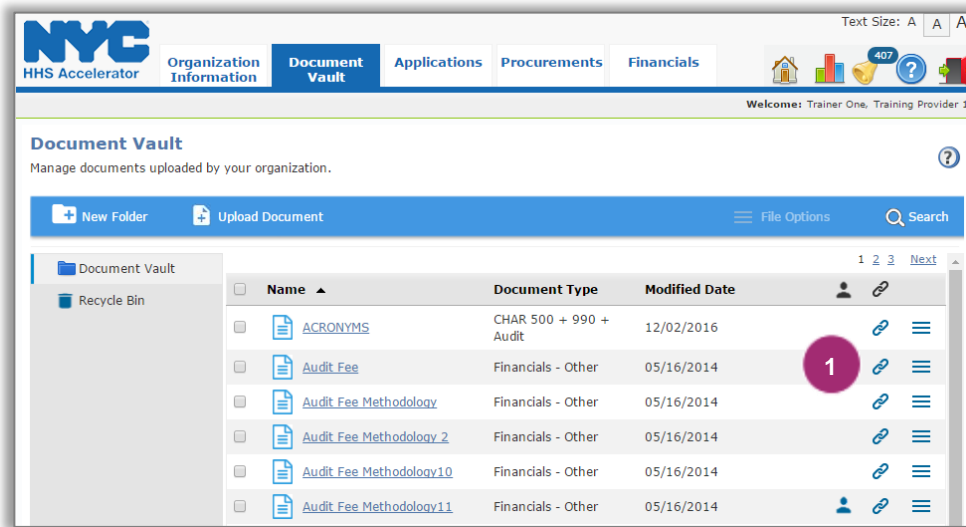 Text Size: A A A
NYC
HHS Accelerator
Organization Information
Document Vault
Applications
Procurements
Financials
407
?
Welcome: Trainer One, Training Provider 1
Document Vault
?
Manage documents uploaded by your organization.
New Folder
Upload Document
File Options
Search
1 2 3 Next
Document Vault
Recycle Bin
Name ▲ Document Type Modified Date
ACRONYMS CHAR 500 + 990 + Audit 12/02/2016
Audit Fee Financials - Other 05/16/2014
1
Audit Fee Methodology Financials - Other 05/16/2014
Audit Fee Methodology 2 Financials - Other 05/16/2014
Audit Fee Methodology10 Financials - Other 05/16/2014
Audit Fee Methodology11 Financials - Other 05/16/2014